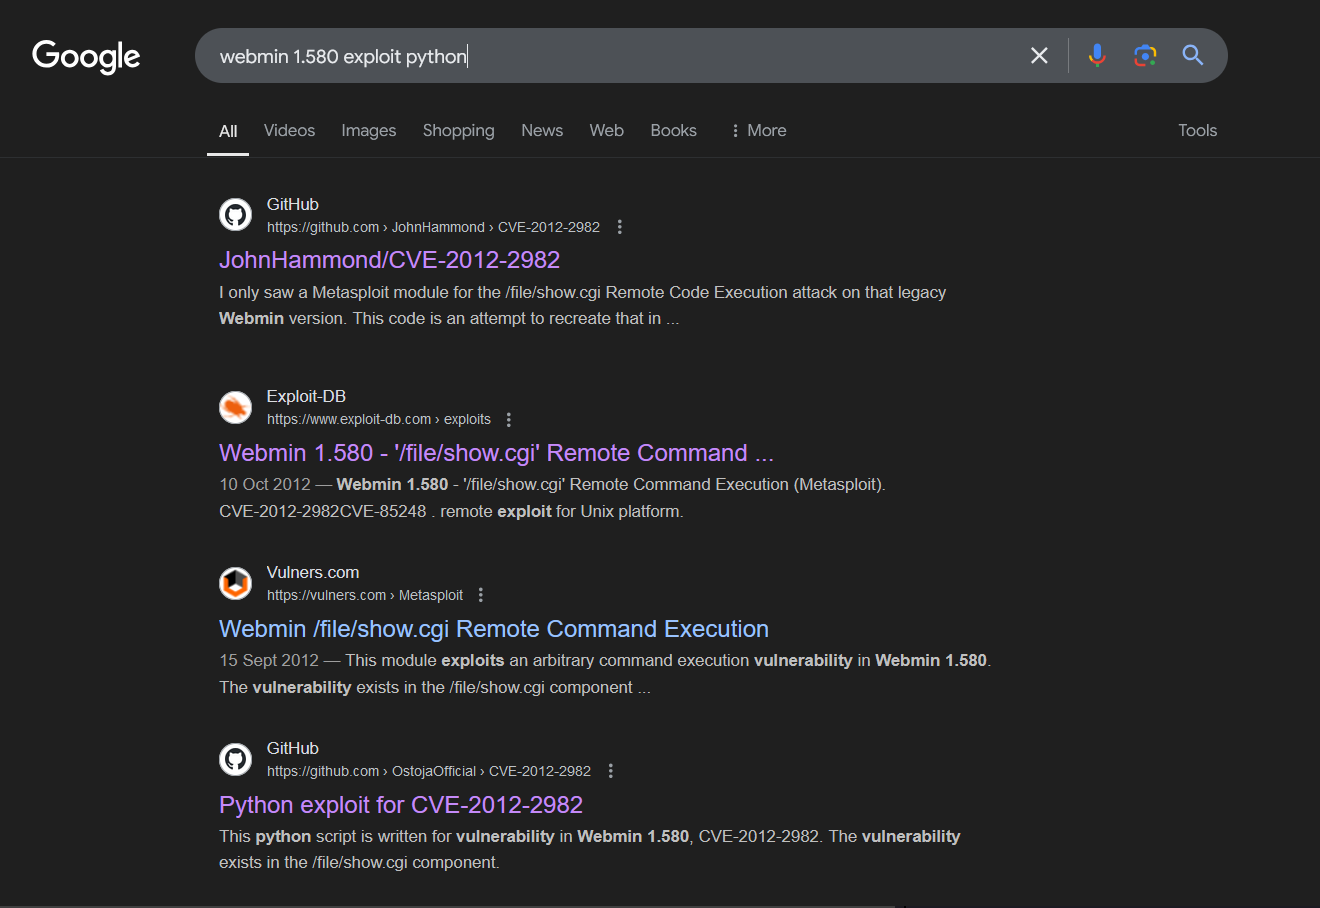 Google
webmin 1.580 exploit python
All Videos Images Shopping News Web Books More Tools
GitHub
https://github.com › JohnHammond › CVE-2012-2982
JohnHammond/CVE-2012-2982
I only saw a Metasploit module for the /file/show.cgi Remote Code Execution attack on that legacy
Webmin version. This code is an attempt to recreate that in ...
Exploit-DB
https://www.exploit-db.com › exploits
Webmin 1.580 - '/file/show.cgi' Remote Command ...
10 Oct 2012 — Webmin 1.580 - '/file/show.cgi' Remote Command Execution (Metasploit).
CVE-2012-2982CVE-85248 . remote exploit for Unix platform.
Vulners.com
https://vulners.com › Metasploit
Webmin /file/show.cgi Remote Command Execution
15 Sept 2012 — This module exploits an arbitrary command execution vulnerability in Webmin 1.580.
The vulnerability exists in the /file/show.cgi component ...
GitHub
https://github.com › OstojaOfficial › CVE-2012-2982
Python exploit for CVE-2012-2982
This python script is written for vulnerability in Webmin 1.580, CVE-2012-2982. The vulnerability
exists in the /file/show.cgi component.